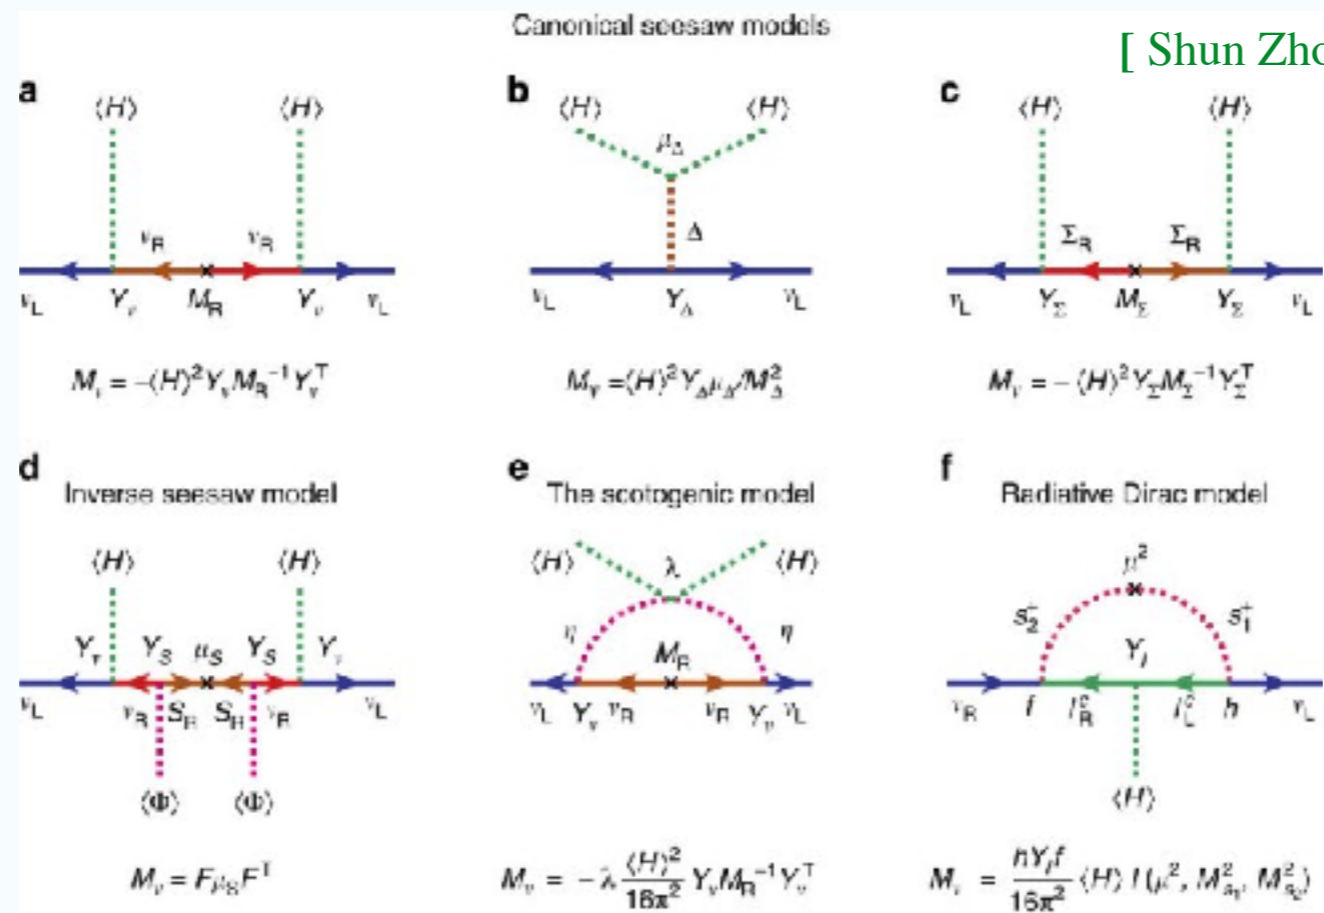 Canonical seesaw models
[ Shun Zho
a
⟨H⟩ ⟨H⟩
ν_R ν_R
ν_L Y_ν M_R Y_ν ν_L
M_ν = −⟨H⟩² Y_ν M_R⁻¹ Y_ν^T
b
⟨H⟩ ⟨H⟩
μ_Δ
Δ
ν_L Y_Δ ν_L
M_ν = ⟨H⟩² Y_Δ μ_Δ/M_Δ²
c
⟨H⟩ ⟨H⟩
Σ_R Σ_R
ν_L Y_Σ M_Σ Y_Σ ν_L
M_ν = − ⟨H⟩² Y_Σ M_Σ⁻¹ Y_Σ^T
d
Inverse seesaw model
⟨H⟩ ⟨H⟩
Y_ν Y_S μ_S Y_S Y_ν
ν_L ν_R S_R S_R ν_R ν_L
⟨Φ⟩ ⟨Φ⟩
M_ν = F μ_S F^T
e
The scotogenic model
⟨H⟩ λ ⟨H⟩
η η
M_R
ν_L Y_ν ν_R ν_R Y_ν ν_L
M_ν = −λ ⟨H⟩²/16π² Y_ν M_R⁻¹ Y_ν^T
f
Radiative Dirac model
μ²
s₂⁺ s₁⁺
Y_l
ν_R f l_R^c l_L^c h ν_L
⟨H⟩
M_ν = hY_l f/16π² ⟨H⟩ I (μ², M²_s₁, M²_s₂)